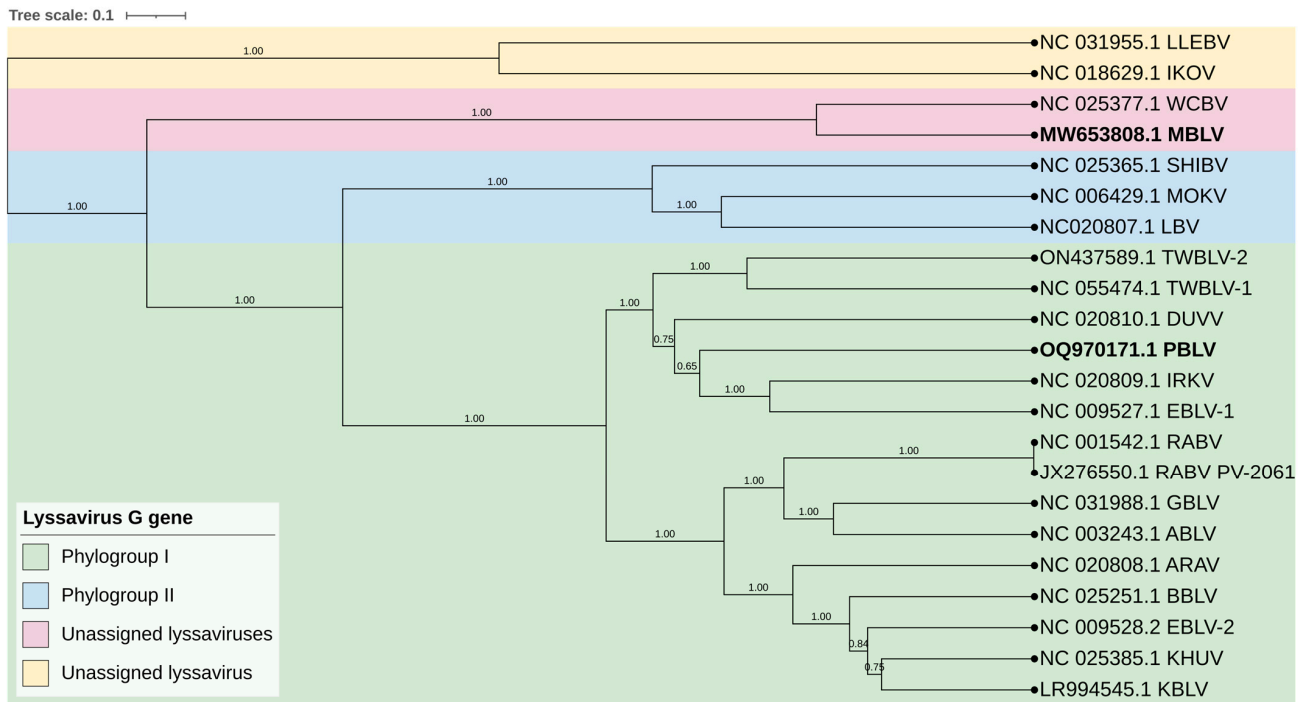 Tree scale: 0.1
1.00
NC 031955.1 LLEBV
NC 018629.1 IKOV
1.00
NC 025377.1 WCBV
MW653808.1 MBLV
1.00
1.00
NC 025365.1 SHIBV
1.00
NC 006429.1 MOKV
NC020807.1 LBV
1.00
1.00
1.00
1.00
ON437589.1 TWBLV-2
NC 055474.1 TWBLV-1
0.75
NC 020810.1 DUVV
0.65
OQ970171.1 PBLV
1.00
NC 020809.1 IRKV
NC 009527.1 EBLV-1
1.00
1.00
1.00
NC 001542.1 RABV
JX276550.1 RABV PV-2061
1.00
NC 031988.1 GBLV
NC 003243.1 ABLV
1.00
NC 020808.1 ARAV
1.00
NC 025251.1 BBLV
0.84
NC 009528.2 EBLV-2
0.75
NC 025385.1 KHUV
LR994545.1 KBLV
Lyssavirus G gene
Phylogroup I
Phylogroup II
Unassigned lyssaviruses
Unassigned lyssavirus